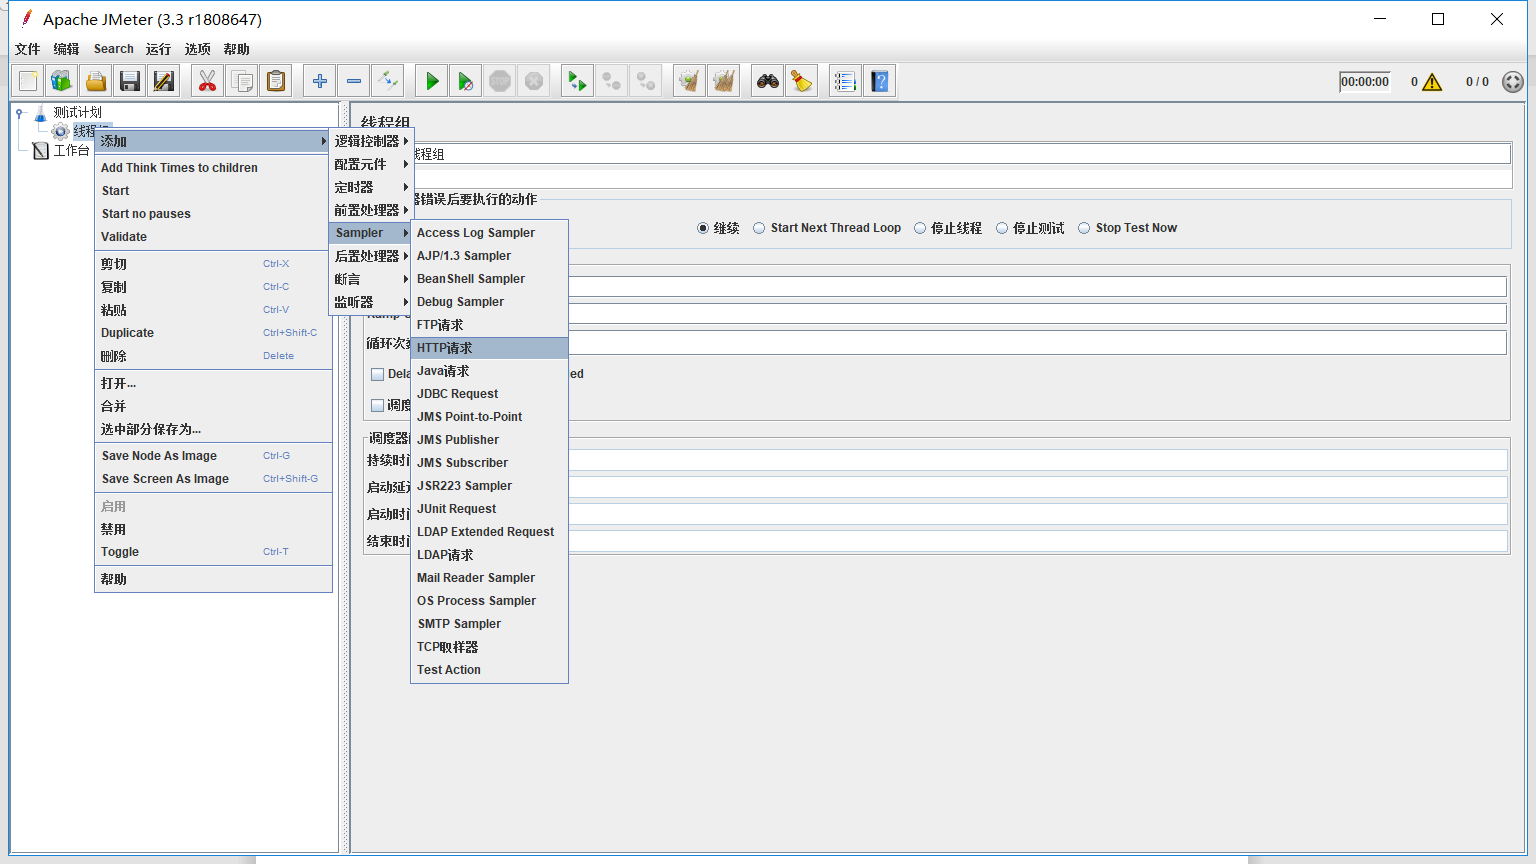 Apache JMeter (3.3 r1808647)
文件 编辑 Search 运行 选项 帮助
00:00:00 0 0 / 0
测试计划
线程组
工作台
添加
Add Think Times to children
Start
Start no pauses
Validate
剪切 Ctrl-X
复制 Ctrl-C
粘贴 Ctrl-V
Duplicate Ctrl+Shift-C
删除 Delete
打开...
合并
选中部分保存为...
Save Node As Image Ctrl-G
Save Screen As Image Ctrl+Shift-G
启用
禁用
Toggle Ctrl-T
帮助
逻辑控制器
配置元件
定时器
前置处理器
Sampler
后置处理器
断言
监听器
Access Log Sampler
AJP/1.3 Sampler
BeanShell Sampler
Debug Sampler
FTP请求
HTTP请求
Java请求
JDBC Request
JMS Point-to-Point
JMS Publisher
JMS Subscriber
JSR223 Sampler
JUnit Request
LDAP Extended Request
LDAP请求
Mail Reader Sampler
OS Process Sampler
SMTP Sampler
TCP取样器
Test Action
线程组
线程组
器错误后要执行的动作
继续 Start Next Thread Loop 停止线程 停止测试 Stop Test Now
循环次数
Dela ed
调度
调度器
持续时间
启动延迟
启动时间
结束时间